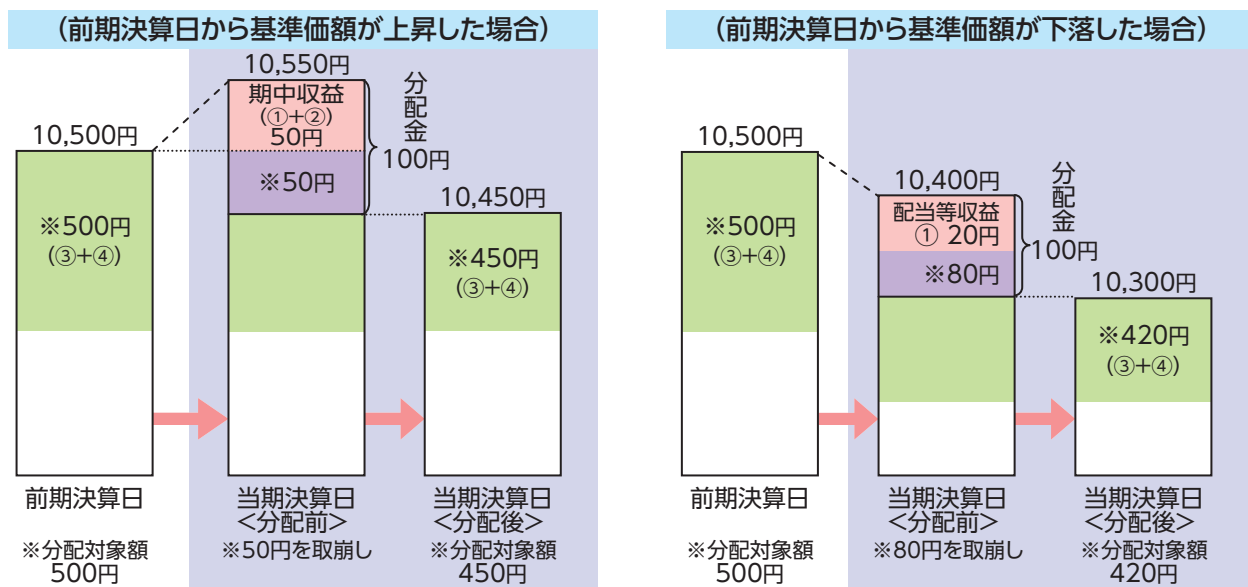 (前期決算日から基準価額が上昇した場合)
10,550円
期中収益
(①+②)
50円
※50円
分配金
100円
10,500円
※500円
(③+④)
10,450円
※450円
(③+④)
前期決算日
※分配対象額
500円
当期決算日
<分配前>
※50円を取崩し
当期決算日
<分配後>
※分配対象額
450円
(前期決算日から基準価額が下落した場合)
10,500円
※500円
(③+④)
10,400円
配当等収益
① 20円
※80円
分配金
100円
10,300円
※420円
(③+④)
前期決算日
※分配対象額
500円
当期決算日
<分配前>
※80円を取崩し
当期決算日
<分配後>
※分配対象額
420円